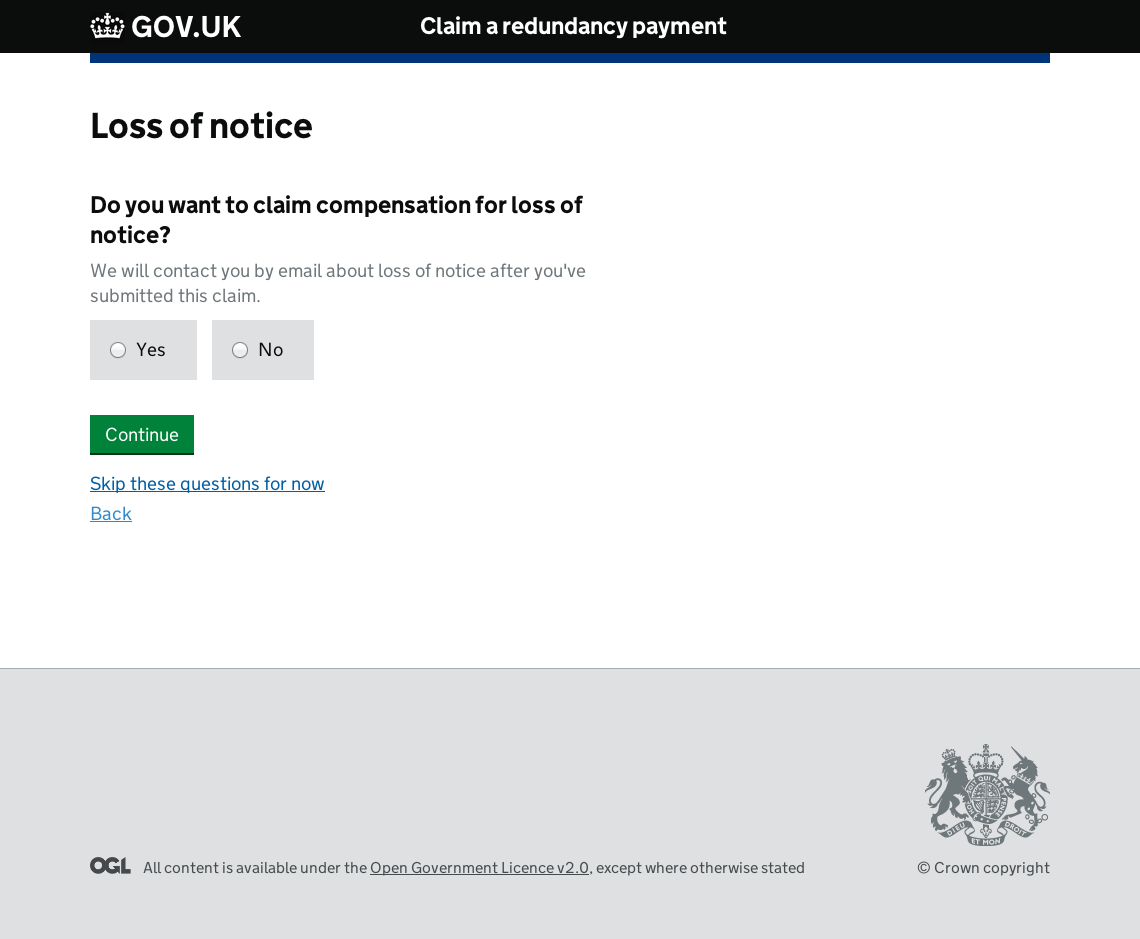 GOV.UK
Claim a redundancy payment
Loss of notice
Do you want to claim compensation for loss of
notice?
We will contact you by email about loss of notice after you've
submitted this claim.
Yes
No
Continue
Skip these questions for now
Back
OGL
All content is available under the Open Government Licence v2.0, except where otherwise stated
© Crown copyright